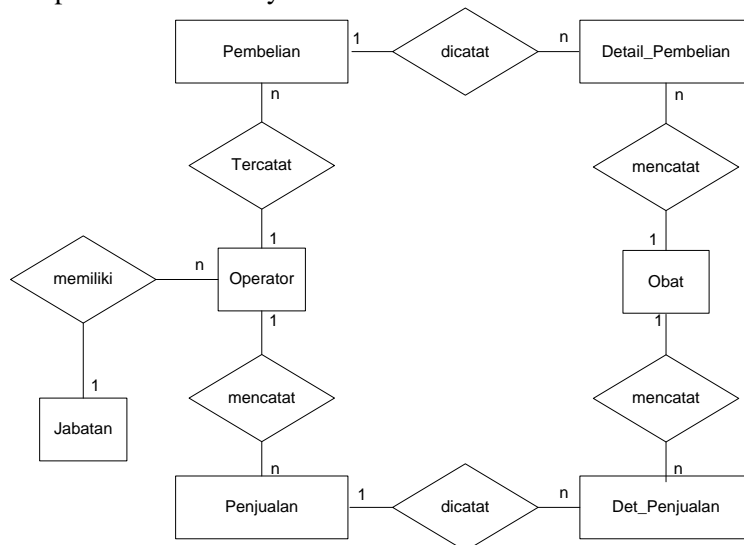 1 n
Pembelian dicatat Detail_Pembelian
n n
Tercatat mencatat
1 1
memiliki n Operator Obat
1 1
1 mencatat mencatat
Jabatan
n n
1 n
Penjualan dicatat Det_Penjualan